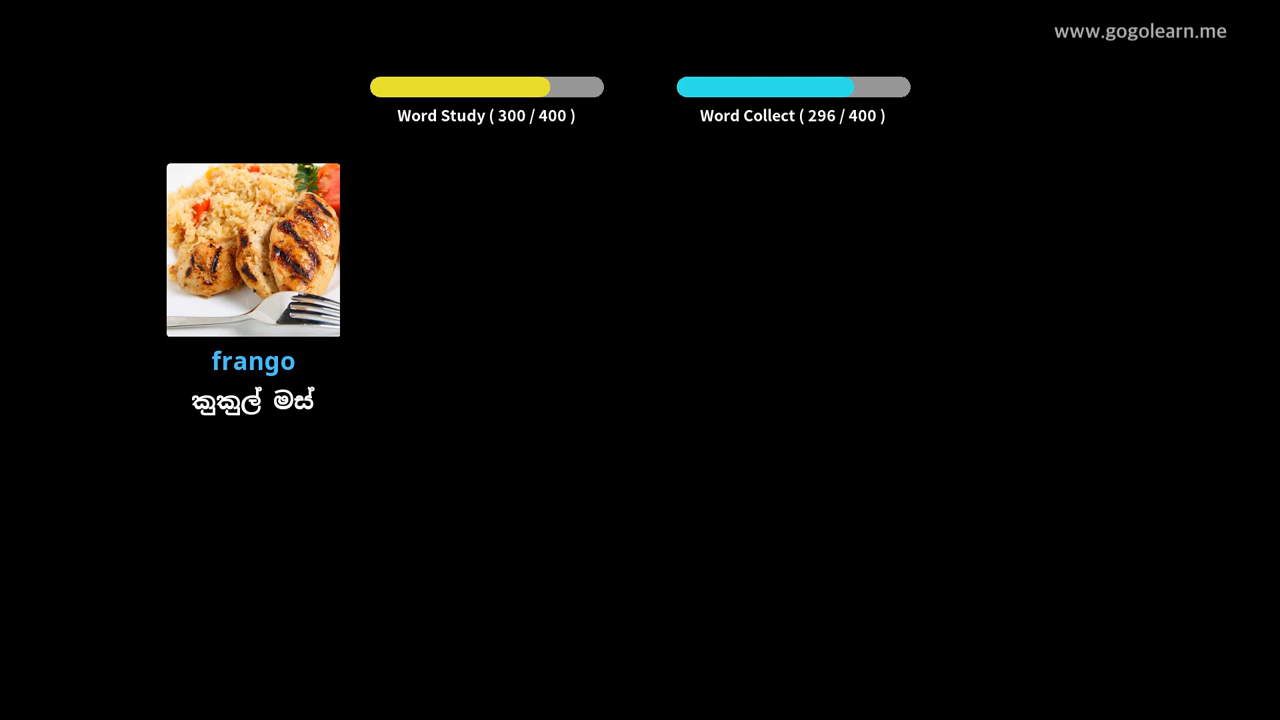 www.gogolearn.me
Word Study ( 300 / 400 )
Word Collect ( 296 / 400 )
frango
කුකුල් මස්